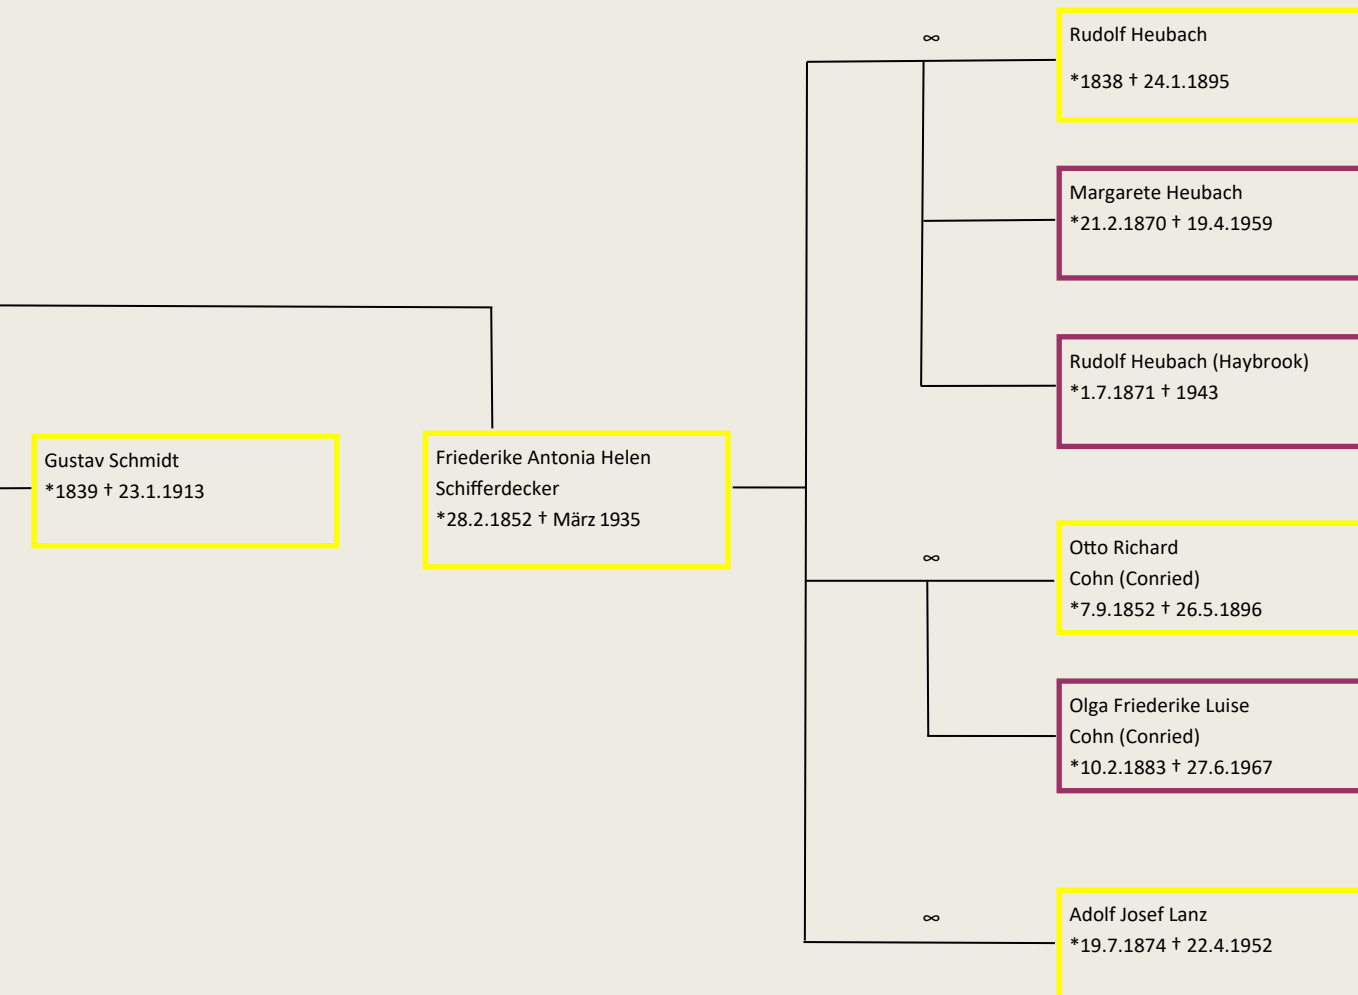 ∞
Rudolf Heubach
*1838 † 24.1.1895
Margarete Heubach
*21.2.1870 † 19.4.1959
Rudolf Heubach (Haybrook)
*1.7.1871 † 1943
Gustav Schmidt
*1839 † 23.1.1913
Friederike Antonia Helen
Schifferdecker
*28.2.1852 † März 1935
∞
Otto Richard
Cohn (Conried)
*7.9.1852 † 26.5.1896
Olga Friederike Luise
Cohn (Conried)
*10.2.1883 † 27.6.1967
∞
Adolf Josef Lanz
*19.7.1874 † 22.4.1952